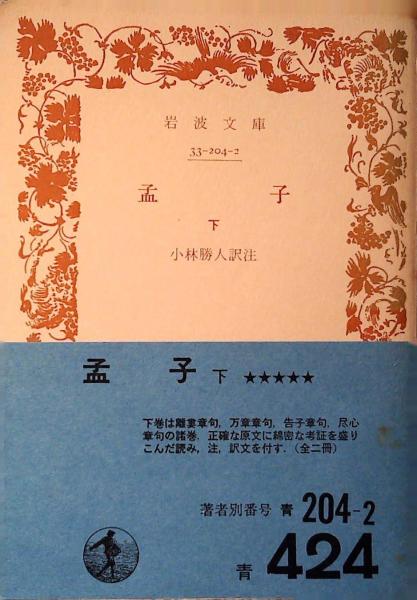 岩波文庫
33-204-2
孟子
下
小林勝人訳注
孟子 下 ★★★★★
下巻は離婁章句，万章章句，告子章句，尽心
章句の諸巻．正確な原文に綿密な考証を盛り
こんだ読み，注，訳文を付す．（全二冊）
著者別番号 青 204-2
青 424